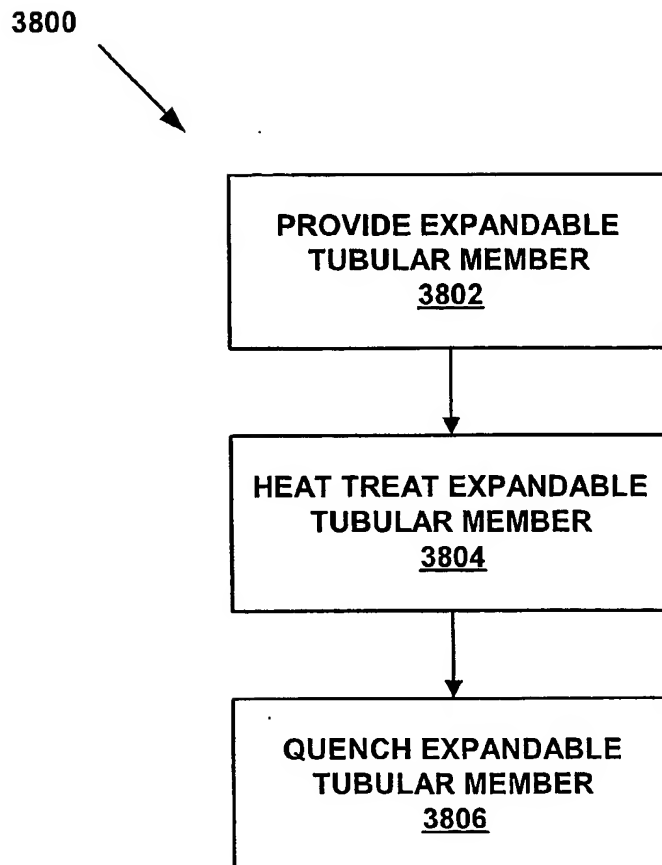 3800
PROVIDE EXPANDABLE
TUBULAR MEMBER
3802
HEAT TREAT EXPANDABLE
TUBULAR MEMBER
3804
QUENCH EXPANDABLE
TUBULAR MEMBER
3806